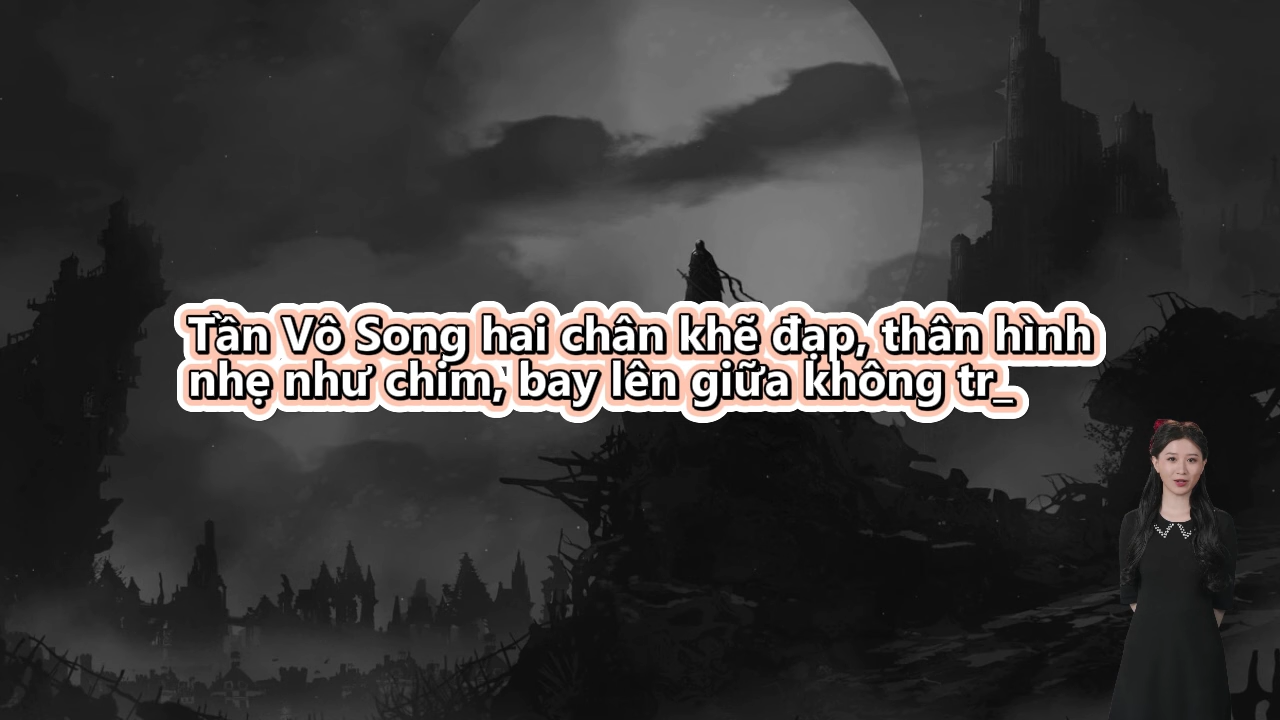 Tần Vô Song hai chân khẽ đạp, thân hình
nhẹ như chim, bay lên giữa không tr_